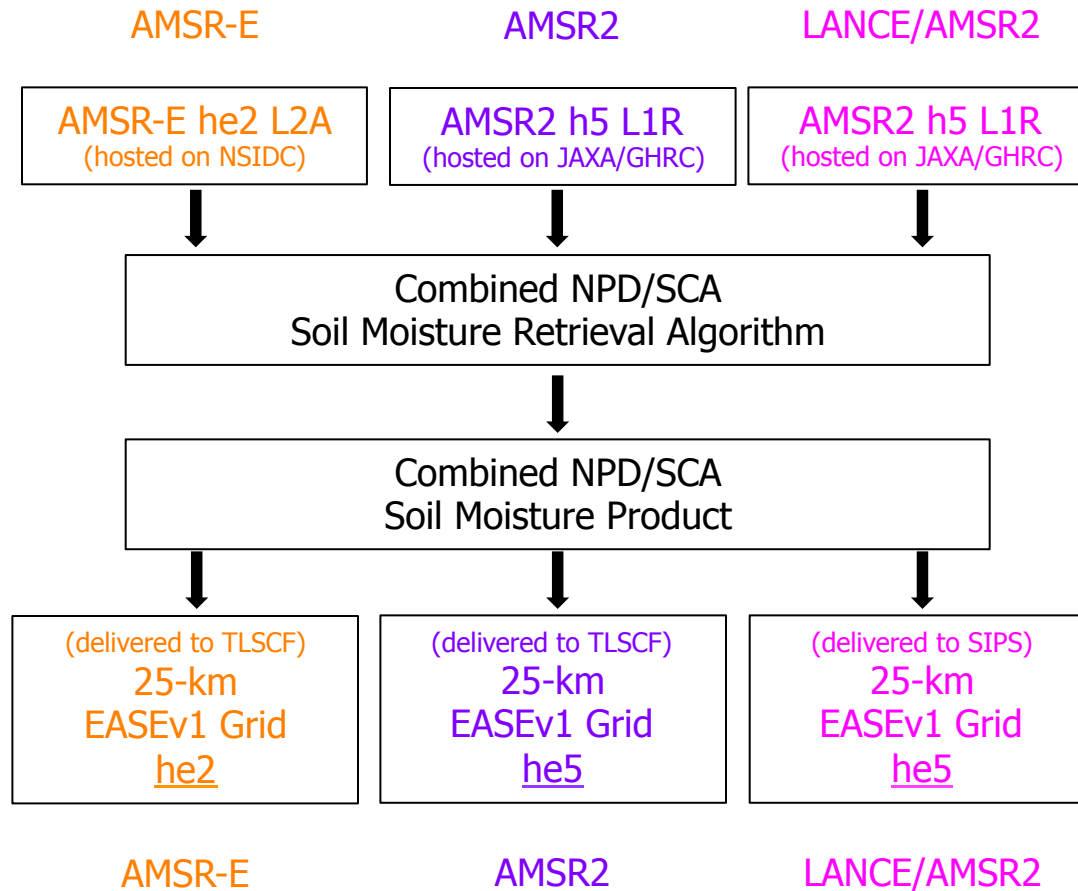 AMSR-E
AMSR2
LANCE/AMSR2
AMSR-E he2 L2A
(hosted on NSIDC)
AMSR2 h5 L1R
(hosted on JAXA/GHRC)
AMSR2 h5 L1R
(hosted on JAXA/GHRC)
Combined NPD/SCA
Soil Moisture Retrieval Algorithm
Combined NPD/SCA
Soil Moisture Product
(delivered to TLSCF)
25-km
EASEv1 Grid
he2
(delivered to TLSCF)
25-km
EASEv1 Grid
he5
(delivered to SIPS)
25-km
EASEv1 Grid
he5
AMSR-E
AMSR2
LANCE/AMSR2